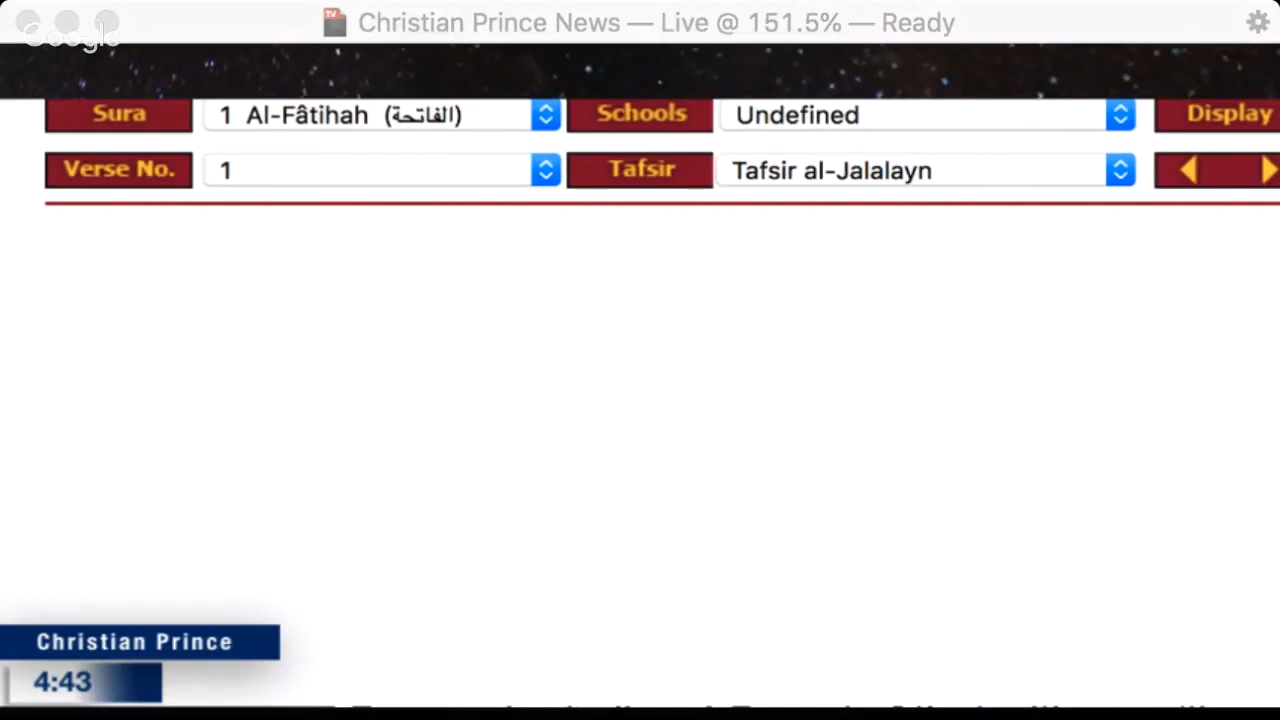 Christian Prince News — Live @ 151.5% — Ready
Google
Sura 1 Al-Fâtihah (الفاتحة) Schools Undefined Display
Verse No. 1 Tafsir Tafsir al-Jalalayn
Christian Prince
4:43